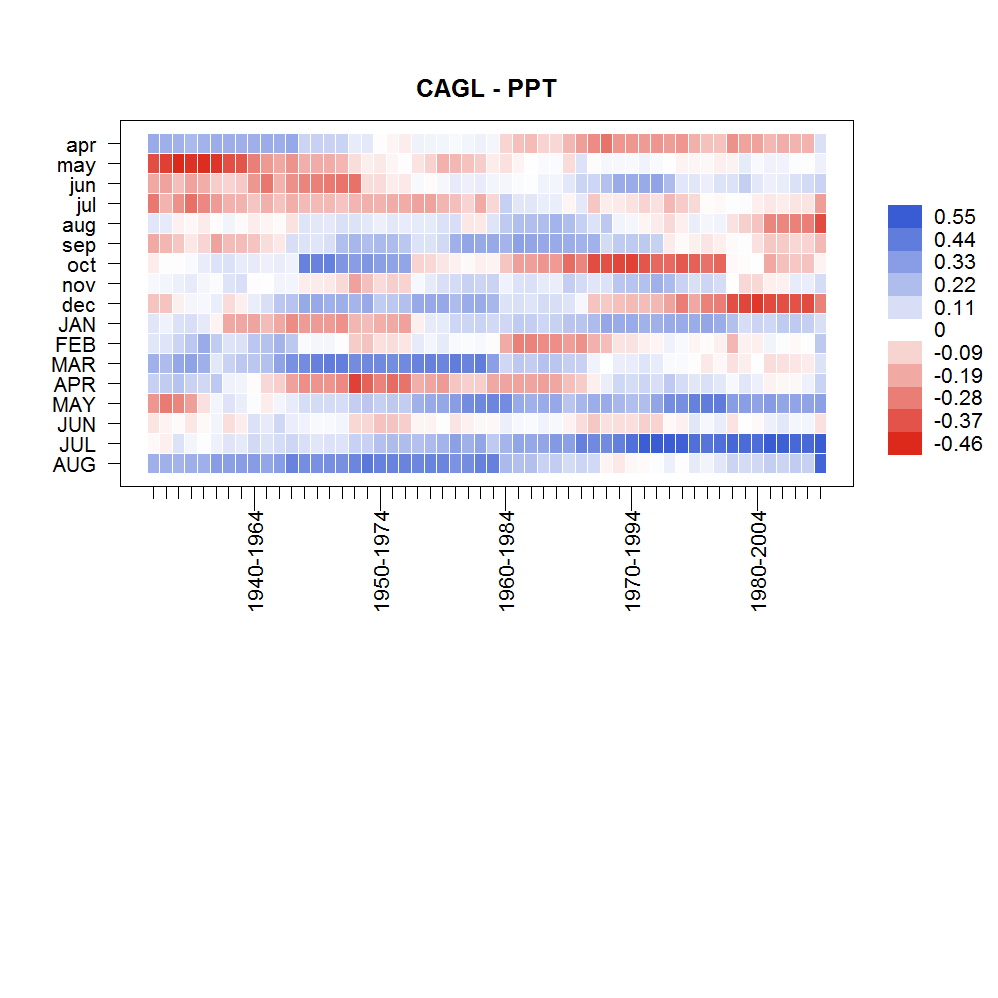 CAGL - PPT
apr
may
jun
jul
aug
sep
oct
nov
dec
JAN
FEB
MAR
APR
MAY
JUN
JUL
AUG
1940-1964
1950-1974
1960-1984
1970-1994
1980-2004
0.55
0.44
0.33
0.22
0.11
0
-0.09
-0.19
-0.28
-0.37
-0.46